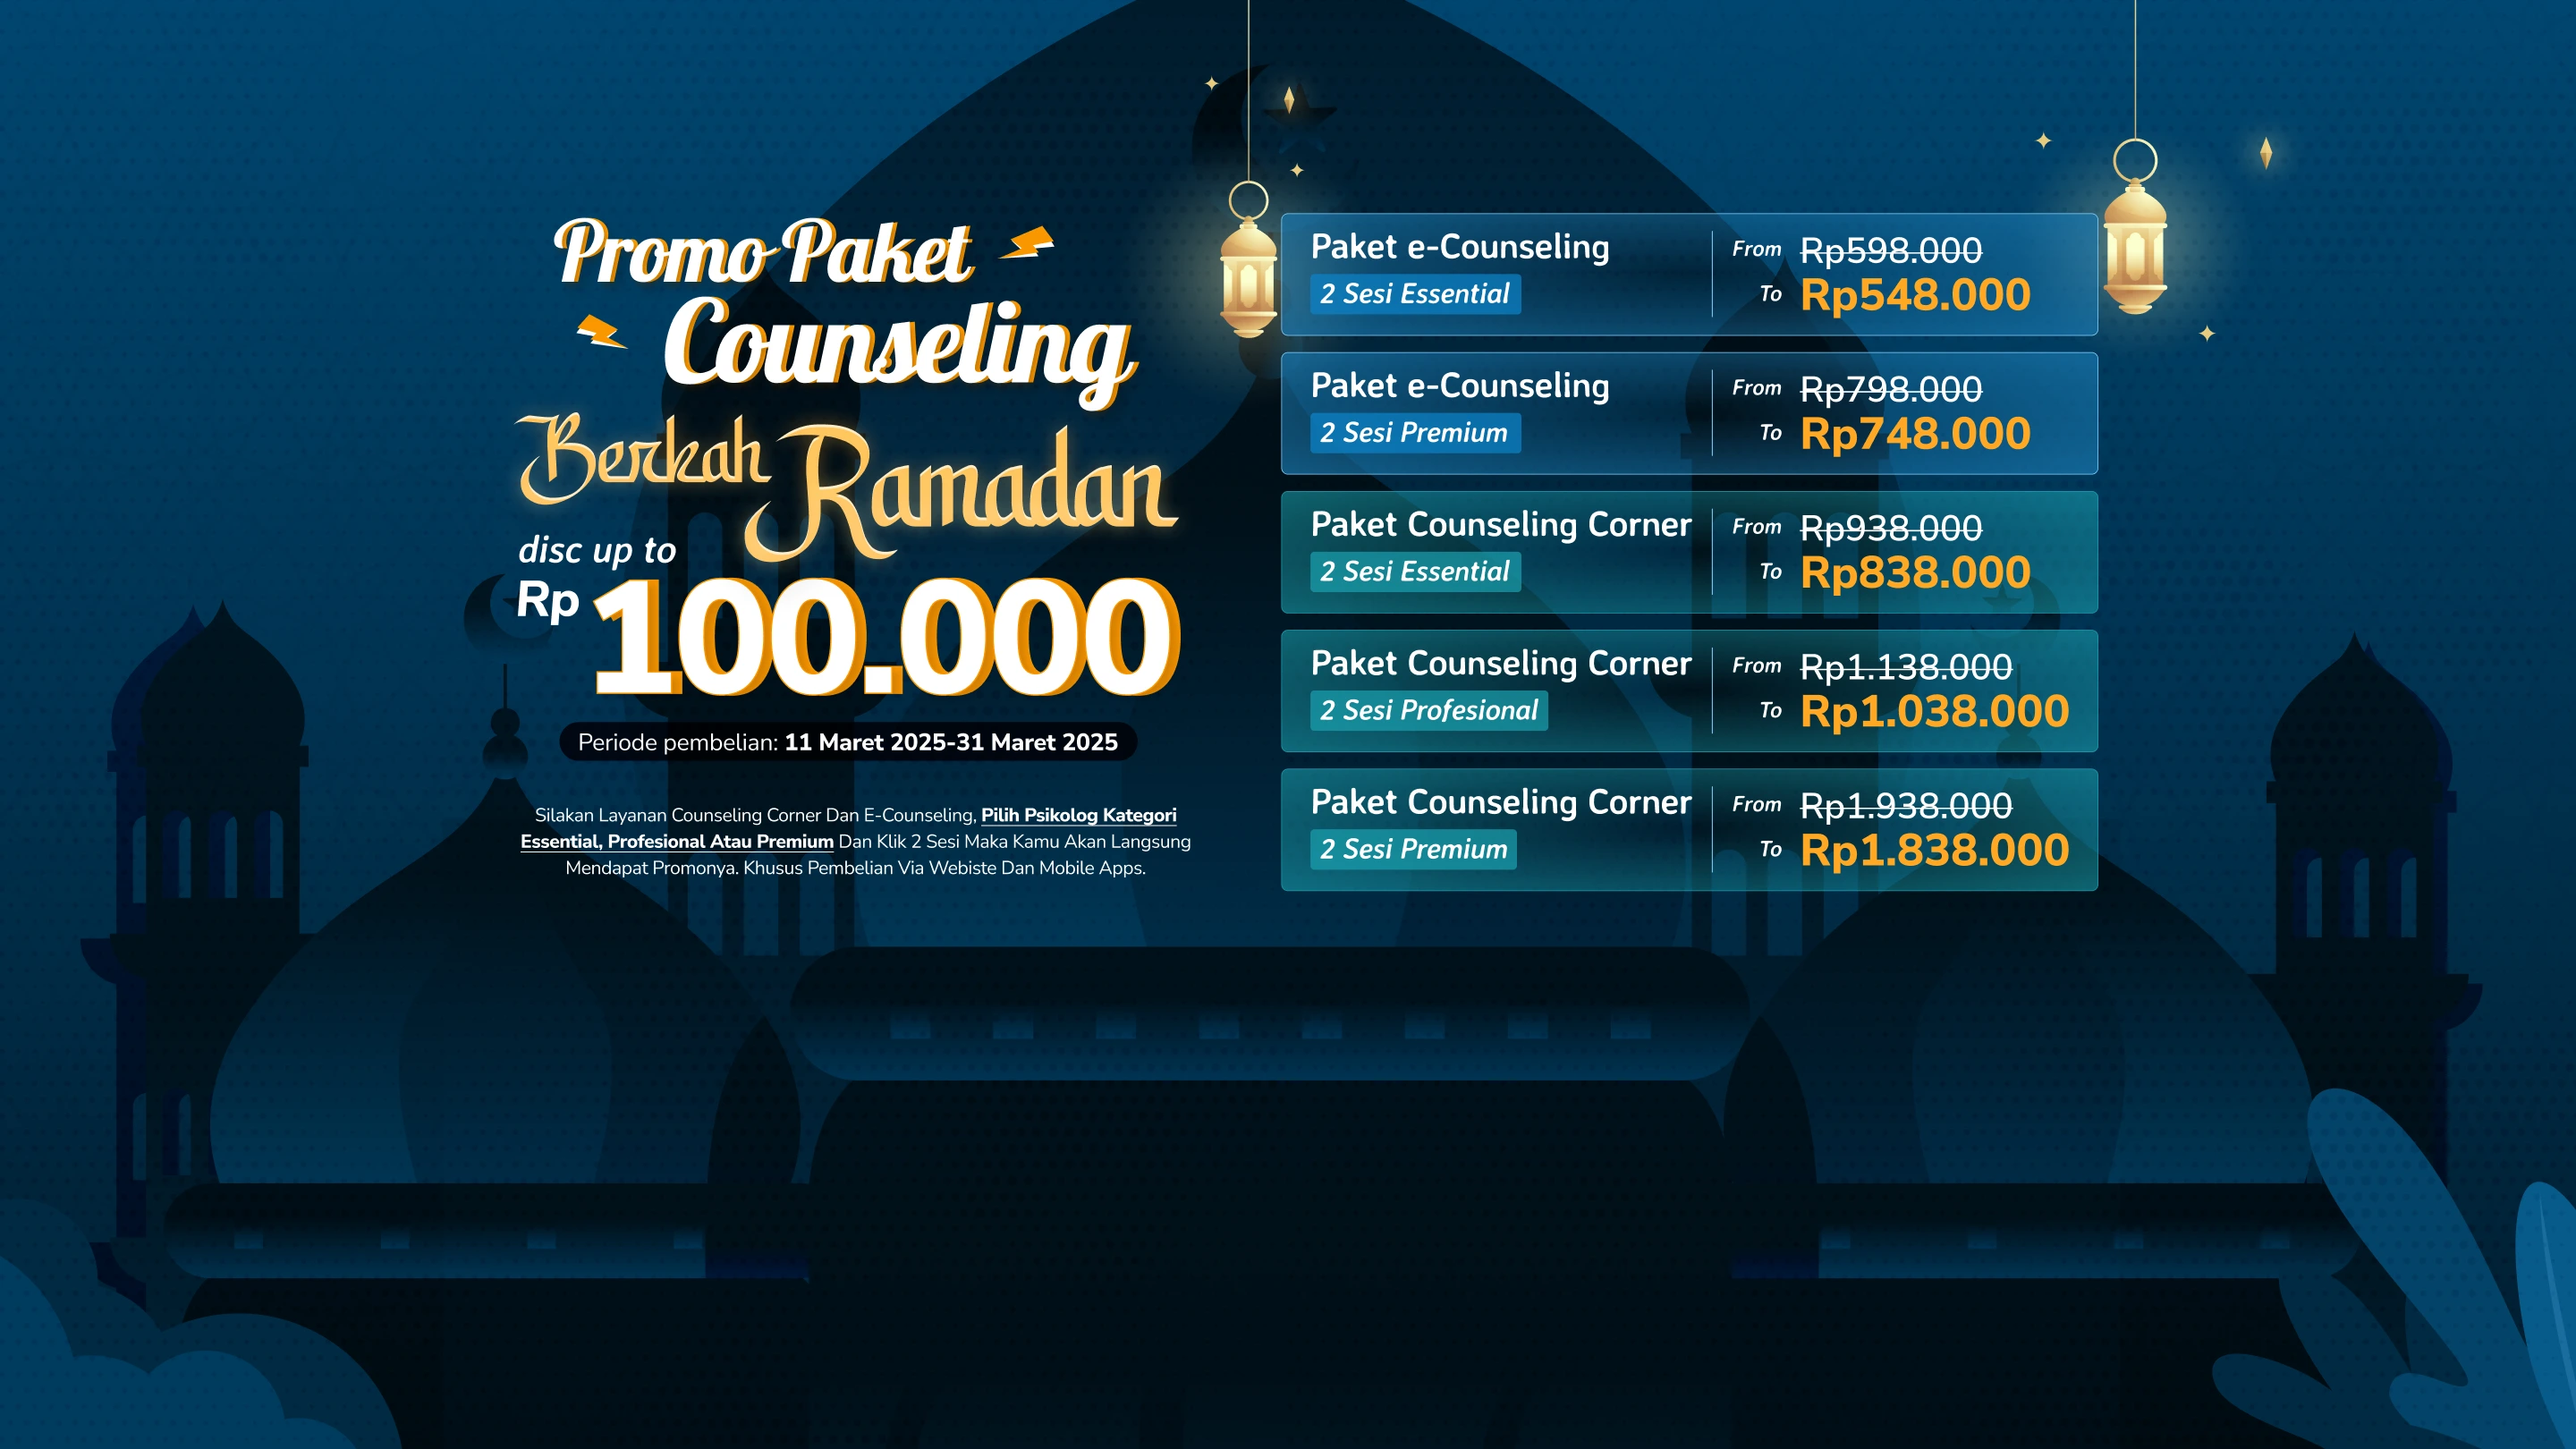 Promo Paket
Counseling
Berkah Ramadan
disc up to
Rp 100.000
Periode pembelian: 11 Maret 2025-31 Maret 2025
Silakan Layanan Counseling Corner Dan E-Counseling, Pilih Psikolog Kategori
Essential, Profesional Atau Premium Dan Klik 2 Sesi Maka Kamu Akan Langsung
Mendapat Promonya. Khusus Pembelian Via Webiste Dan Mobile Apps.
Paket e-Counseling
2 Sesi Essential
From Rp598.000
To Rp548.000
Paket e-Counseling
2 Sesi Premium
From Rp798.000
To Rp748.000
Paket Counseling Corner
2 Sesi Essential
From Rp938.000
To Rp838.000
Paket Counseling Corner
2 Sesi Profesional
From Rp1.138.000
To Rp1.038.000
Paket Counseling Corner
2 Sesi Premium
From Rp1.938.000
To Rp1.838.000